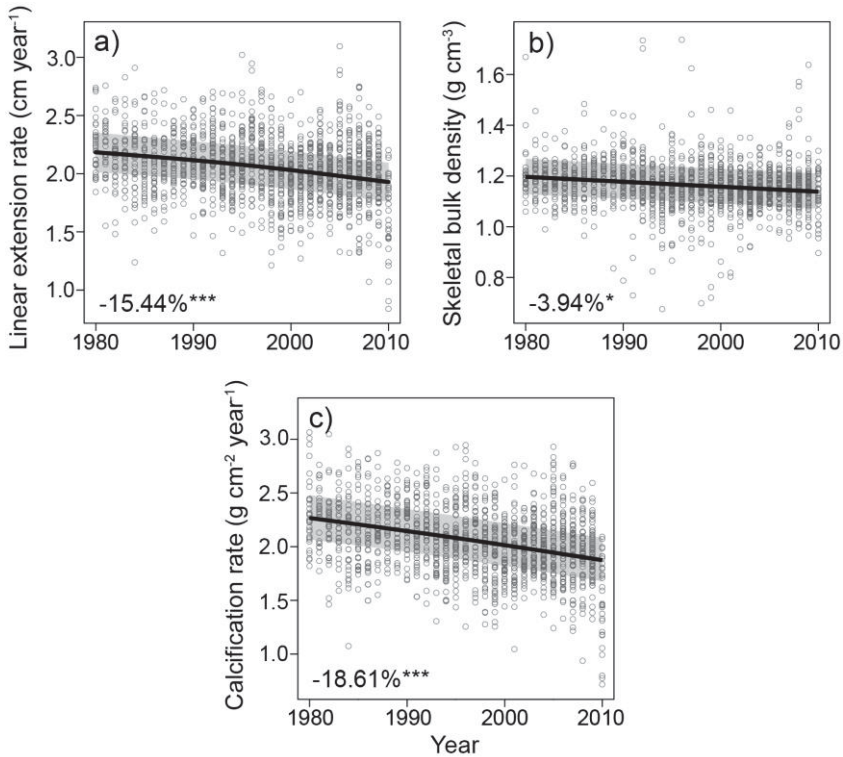 a)
Linear extension rate (cm year⁻¹)
3.0
2.5
2.0
1.5
1.0
-15.44%***
1980 1990 2000 2010
b)
Skeletal bulk density (g cm⁻³)
1.6
1.4
1.2
1.0
0.8
-3.94%*
1980 1990 2000 2010
c)
Calcification rate (g cm⁻² year⁻¹)
3.0
2.5
2.0
1.5
1.0
-18.61%***
1980 1990 2000 2010
Year